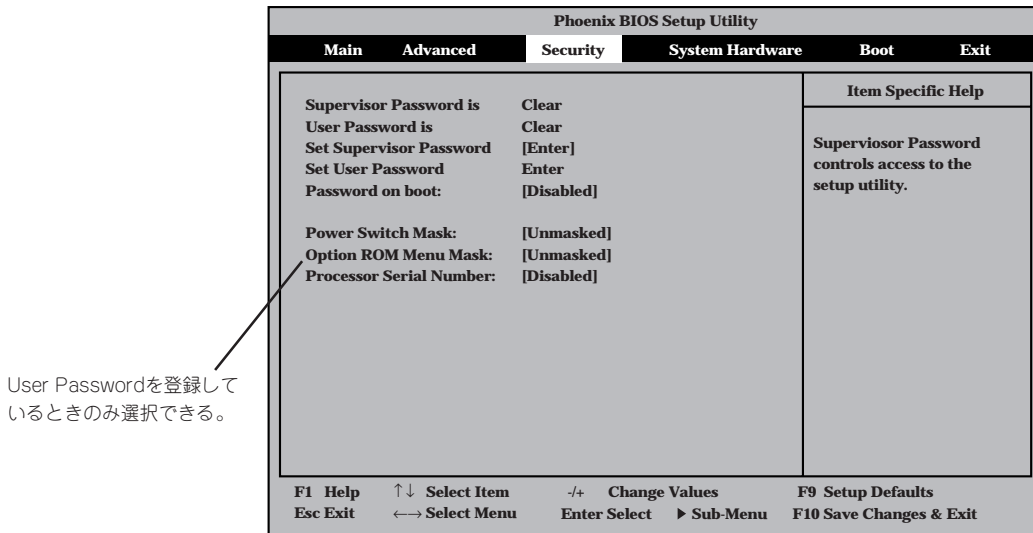 Phoenix BIOS Setup Utility
Main Advanced Security System Hardware Boot Exit
Item Specific Help
Supervisor Password is Clear
User Password is Clear
Set Supervisor Password [Enter]
Set User Password Enter
Password on boot: [Disabled]
Power Switch Mask: [Unmasked]
Option ROM Menu Mask: [Unmasked]
Processor Serial Number: [Disabled]
Superviosor Password
controls access to the
setup utility.
User Passwordを登録して
いるときのみ選択できる。
F1 Help ↑↓ Select Item -/+ Change Values F9 Setup Defaults
Esc Exit ←→ Select Menu Enter Select ▶ Sub-Menu F10 Save Changes & Exit